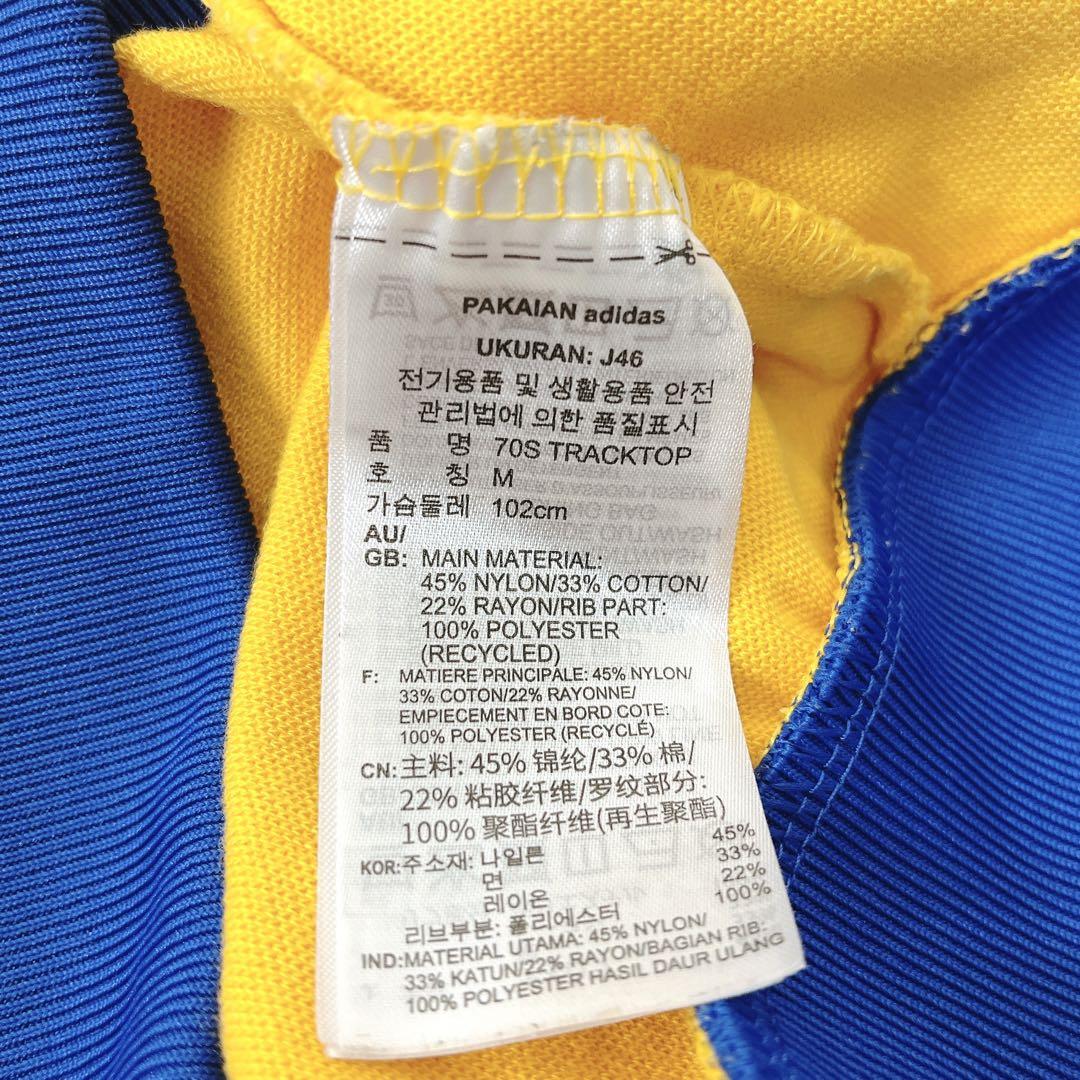 PAKAIAN adidas
UKURAN: J46
전기용품 및 생활용품 안전
관리법에 의한 품질표시
품 명 70S TRACKTOP
호 칭 M
가슴둘레 102cm
AU/
GB: MAIN MATERIAL:
45% NYLON/33% COTTON/
22% RAYON/RIB PART:
100% POLYESTER
(RECYCLED)
F: MATIERE PRINCIPALE: 45% NYLON/
33% COTON/22% RAYONNE/
EMPIECEMENT EN BORD COTE:
100% POLYESTER (RECYCLÉ)
CN: 主料: 45% 锦纶/33% 棉/
22% 粘胶纤维/罗纹部分:
100% 聚酯纤维(再生聚酯)
KOR: 주소재: 나일론 45%
면 33%
레이온 22%
리브부분: 폴리에스터 100%
IND: MATERIAL UTAMA: 45% NYLON/
33% KATUN/22% RAYON/BAGIAN RIB:
100% POLYESTER HASIL DAUR ULANG